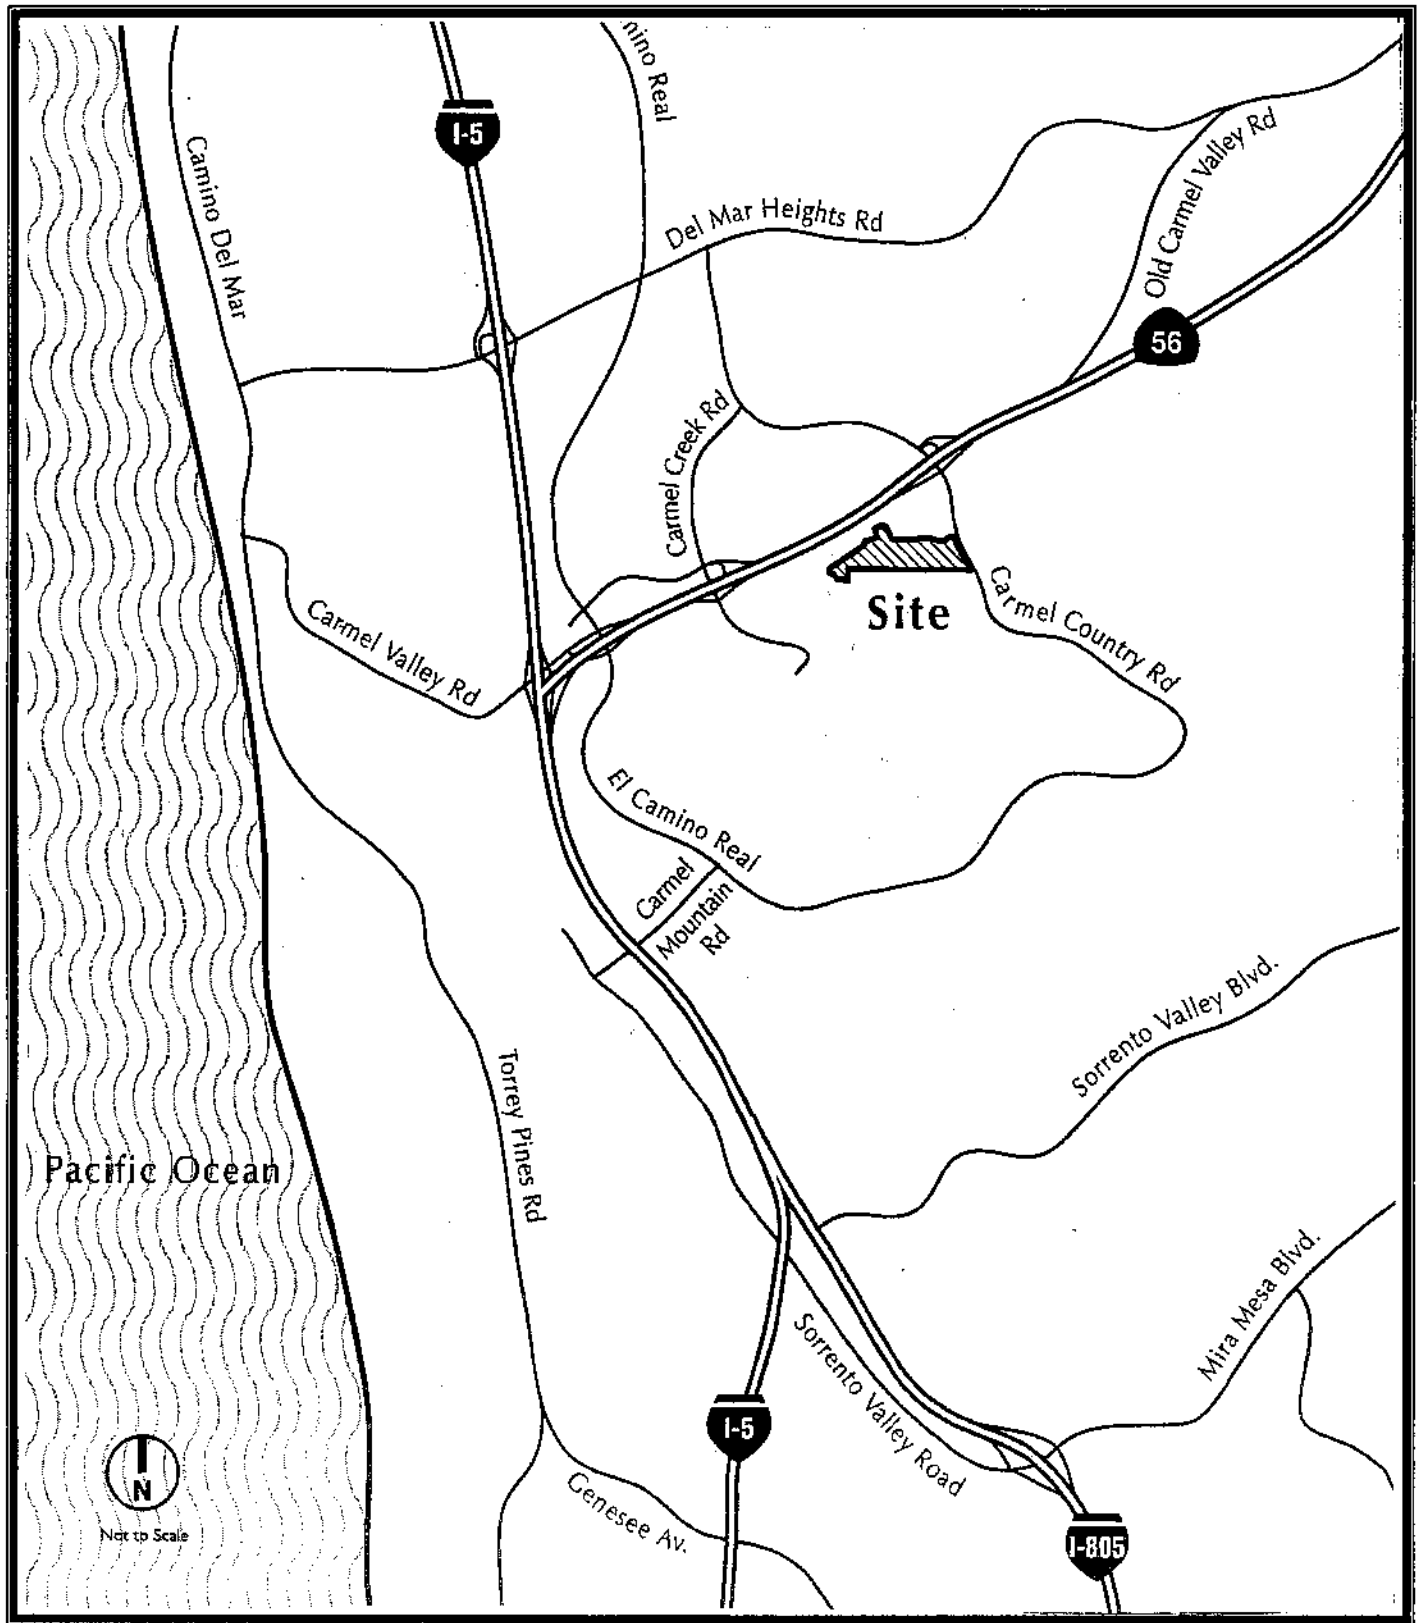 mino Real
I-5
Camino Del Mar
Old Carmel Valley Rd
Del Mar Heights Rd
56
Carmel Creek Rd
Site
Carmel Country Rd
Carmel Valley Rd
El Camino Real
Carmel
Mountain
Rd
Sorrento Valley Blvd.
Torrey Pines Rd
Pacific Ocean
Mira Mesa Blvd.
Sorrento Valley Road
I-5
N
Not to Scale
Genesee Av.
I-805